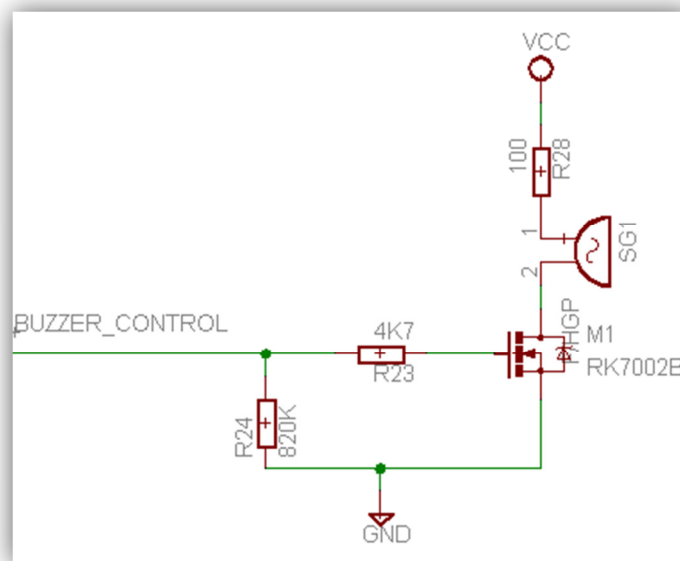 VCC
100
R28
1
2
SG1
BUZZER_CONTROL
4K7
R23
M1
RK7002B
R24
820K
GND